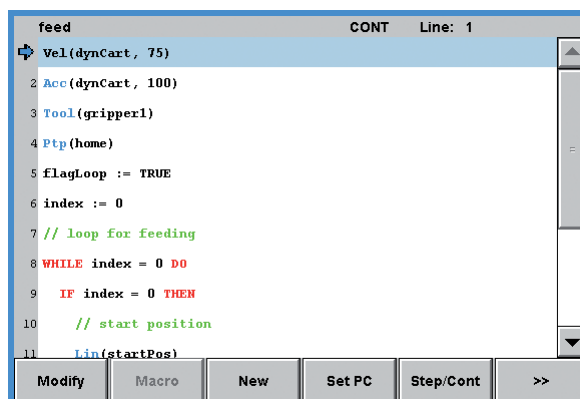 feed CONT Line: 1
Vel(dynCart, 75)
2 Acc(dynCart, 100)
3 Tool(gripper1)
4 Ptp(home)
5 flagLoop := TRUE
6 index := 0
7 // loop for feeding
8 WHILE index = 0 DO
9 IF index = 0 THEN
10 // start position
11 Lin(startPos)
Modify Macro New Set PC Step/Cont >>